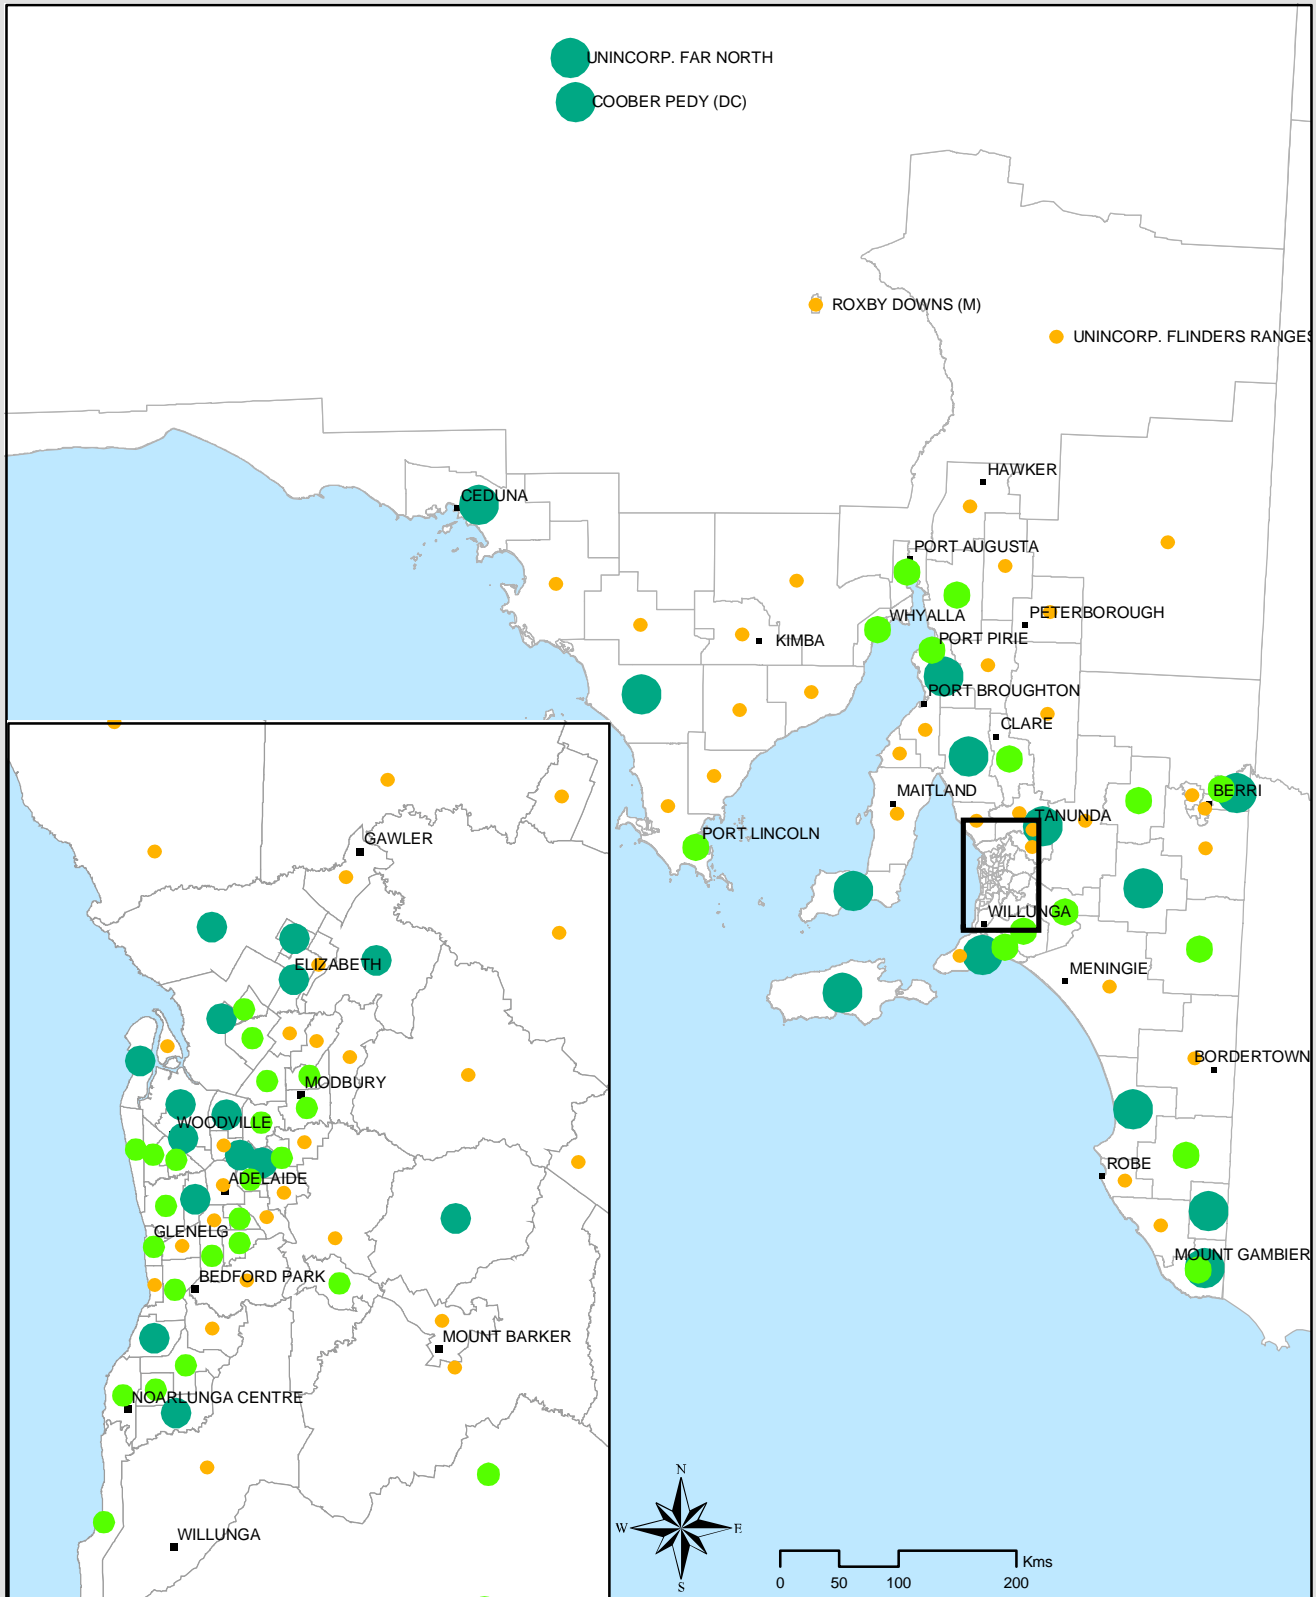 UNINCORP. FAR NORTH
COOBER PEDY (DC)
ROXBY DOWNS (M)
UNINCORP. FLINDERS RANGES
HAWKER
CEDUNA
PORT AUGUSTA
PETERBOROUGH
WHYALLA
KIMBA
PORT PIRIE
PORT BROUGHTON
CLARE
MAITLAND
BERRI
TANUNDA
PORT LINCOLN
WILLUNGA
MENINGIE
BORDERTOWN
ROBE
MOUNT GAMBIER
GAWLER
ELIZABETH
MODBURY
WOODVILLE
ADELAIDE
GLENELG
BEDFORD PARK
MOUNT BARKER
NOARLUNGA CENTRE
WILLUNGA
N
W E
S
Kms
0 50 100 200